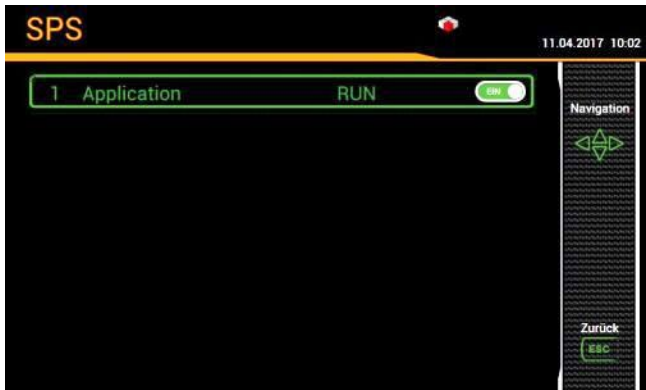 SPS
11.04.2017 10:02
1 Application RUN EIN
Navigation
Zurück
ESC